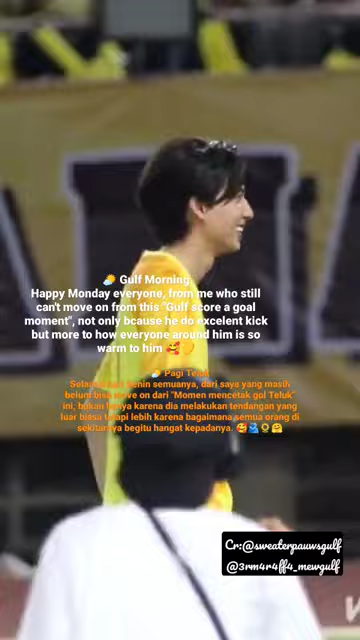 🌤️ Gulf Morning
Happy Monday everyone, from me who still
can't move on from this "Gulf score a goal
moment", not only bcause he do excelent kick
but more to how everyone around him is so
warm to him 🥰💛
🌤️ Pagi Teluk
Selamat hari Senin semuanya, dari saya yang masih
belum bisa move on dari "Momen mencetak gol Teluk"
ini, bukan hanya karena dia melakukan tendangan yang
luar biasa tetapi lebih karena bagaimana semua orang di
sekitarnya begitu hangat kepadanya. 🥰🫂🌻🤗
Cr:@sweaterpauwsgulf
@3rm4r4ff4_mewgulf